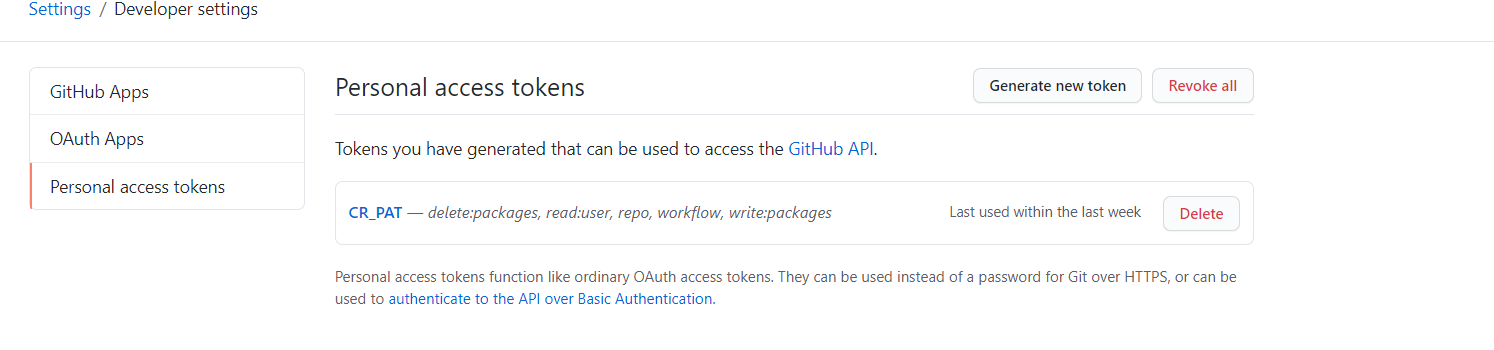 Settings / Developer settings
GitHub Apps
OAuth Apps
Personal access tokens
Personal access tokens
Generate new token
Revoke all
Tokens you have generated that can be used to access the GitHub API.
CR_PAT — delete:packages, read:user, repo, workflow, write:packages
Last used within the last week
Delete
Personal access tokens function like ordinary OAuth access tokens. They can be used instead of a password for Git over HTTPS, or can be
used to authenticate to the API over Basic Authentication.